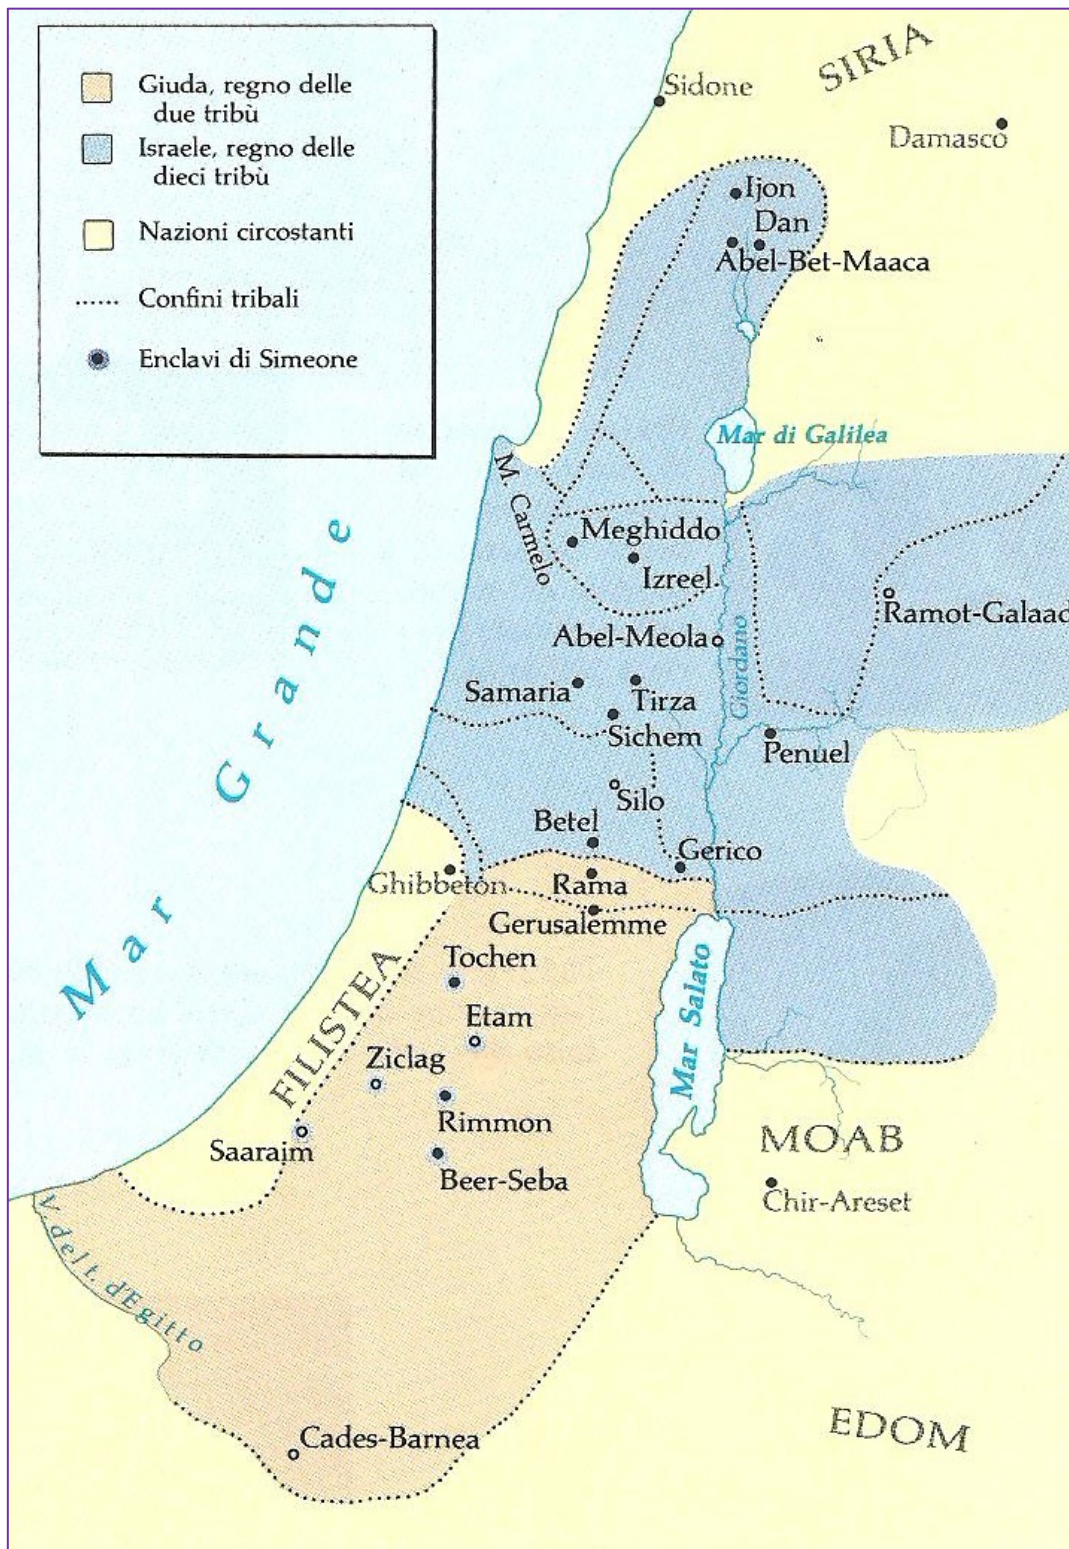 Giuda, regno delle
due tribù
Israele, regno delle
dieci tribù
Nazioni circostanti
Confini tribali
Enclavi di Simeone
SIRIA
Sidone
Damasco
Ijon
Dan
Abel-Bet-Maaca
Mar di Galilea
M. Carmelo
Meghiddo
Izreel
Ramot-Galaad
Abel-Meola
Giordano
Samaria
Tirza
Sichem
Penuel
Silo
Betel
Gerico
Ghibbeton
Rama
Gerusalemme
Mar Grande
Tochen
FILISTEA
Etam
Mar Salato
Ziclag
Rimmon
Saaraim
MOAB
Beer-Seba
Chir-Areset
V. del t. d'Egitto
EDOM
Cades-Barnea